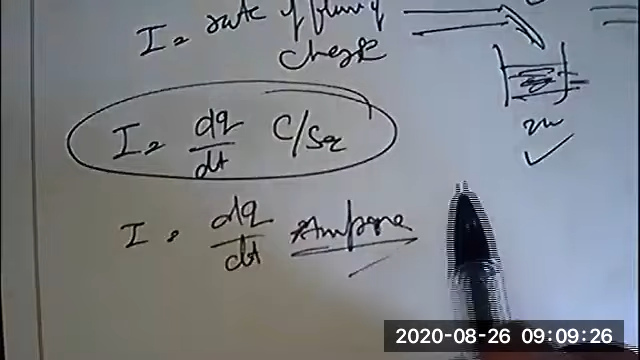 I = rate of flow of
charge
I = dq/dt C/Sec
I = dq/dt Ampere
2020-08-26 09:09:26